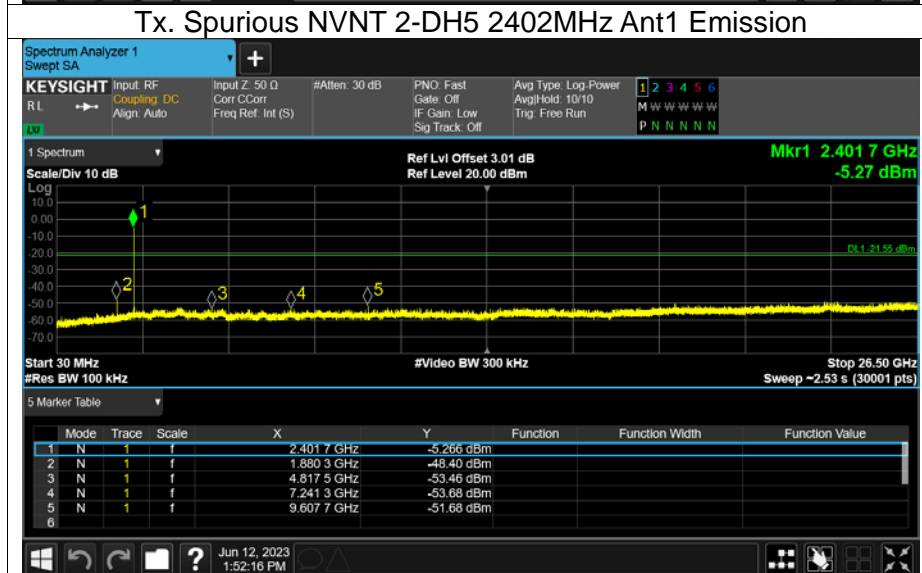 Tx. Spurious NVNT 2-DH5 2402MHz Ant1 Emission
Spectrum Analyzer 1
Swept SA
+
KEYSIGHT
RL
LXI
Input: RF
Coupling: DC
Align: Auto
Input Z: 50 Ω
Corr CCorr
Freq Ref: Int (S)
#Atten: 30 dB
PNO: Fast
Gate: Off
IF Gain: Low
Sig Track: Off
Avg Type: Log-Power
Avg|Hold: 10/10
Trig: Free Run
1 2 3 4 5 6
M W W W W W
P N N N N N
1 Spectrum
Scale/Div 10 dB
Ref Lvl Offset 3.01 dB
Ref Level 20.00 dBm
Mkr1 2.401 7 GHz
-5.27 dBm
Log
10.0
0.00
-10.0
-20.0
-30.0
-40.0
-50.0
-60.0
-70.0
1
2
3
4
5
DL1 -21.55 dBm
Start 30 MHz
#Res BW 100 kHz
#Video BW 300 kHz
Stop 26.50 GHz
Sweep ~2.53 s (30001 pts)
5 Marker Table
Mode Trace Scale X Y Function Function Width Function Value
1 N 1 f 2.401 7 GHz -5.266 dBm
2 N 1 f 1.880 3 GHz -48.40 dBm
3 N 1 f 4.817 5 GHz -53.46 dBm
4 N 1 f 7.241 3 GHz -53.68 dBm
5 N 1 f 9.607 7 GHz -51.68 dBm
6
?
Jun 12, 2023
1:52:16 PM